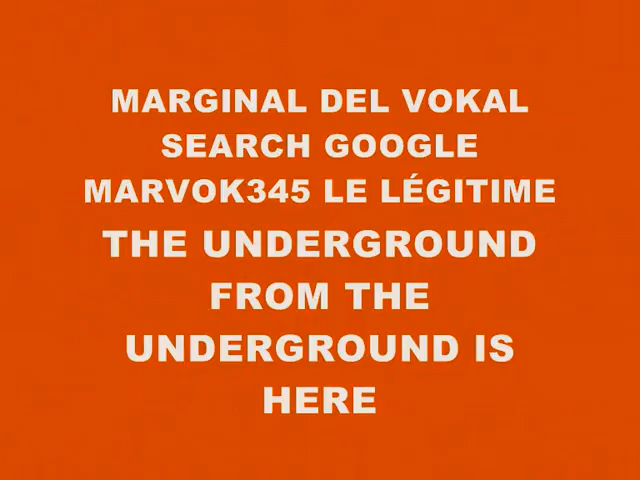 MARGINAL DEL VOKAL
SEARCH GOOGLE
MARVOK345 LE LÉGITIME
THE UNDERGROUND
FROM THE
UNDERGROUND IS
HERE